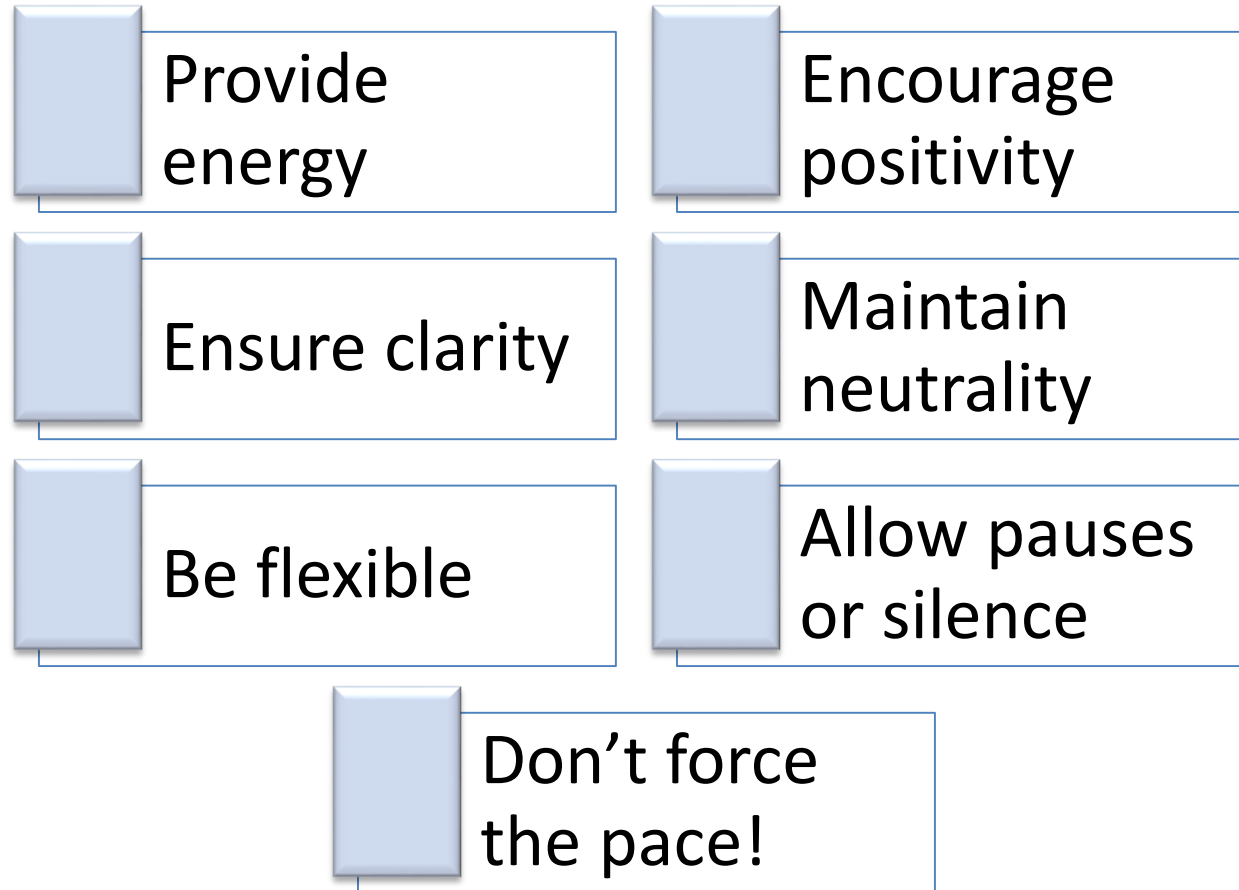 Provide
energy
Encourage
positivity
Ensure clarity
Maintain
neutrality
Be flexible
Allow pauses
or silence
Don’t force
the pace!